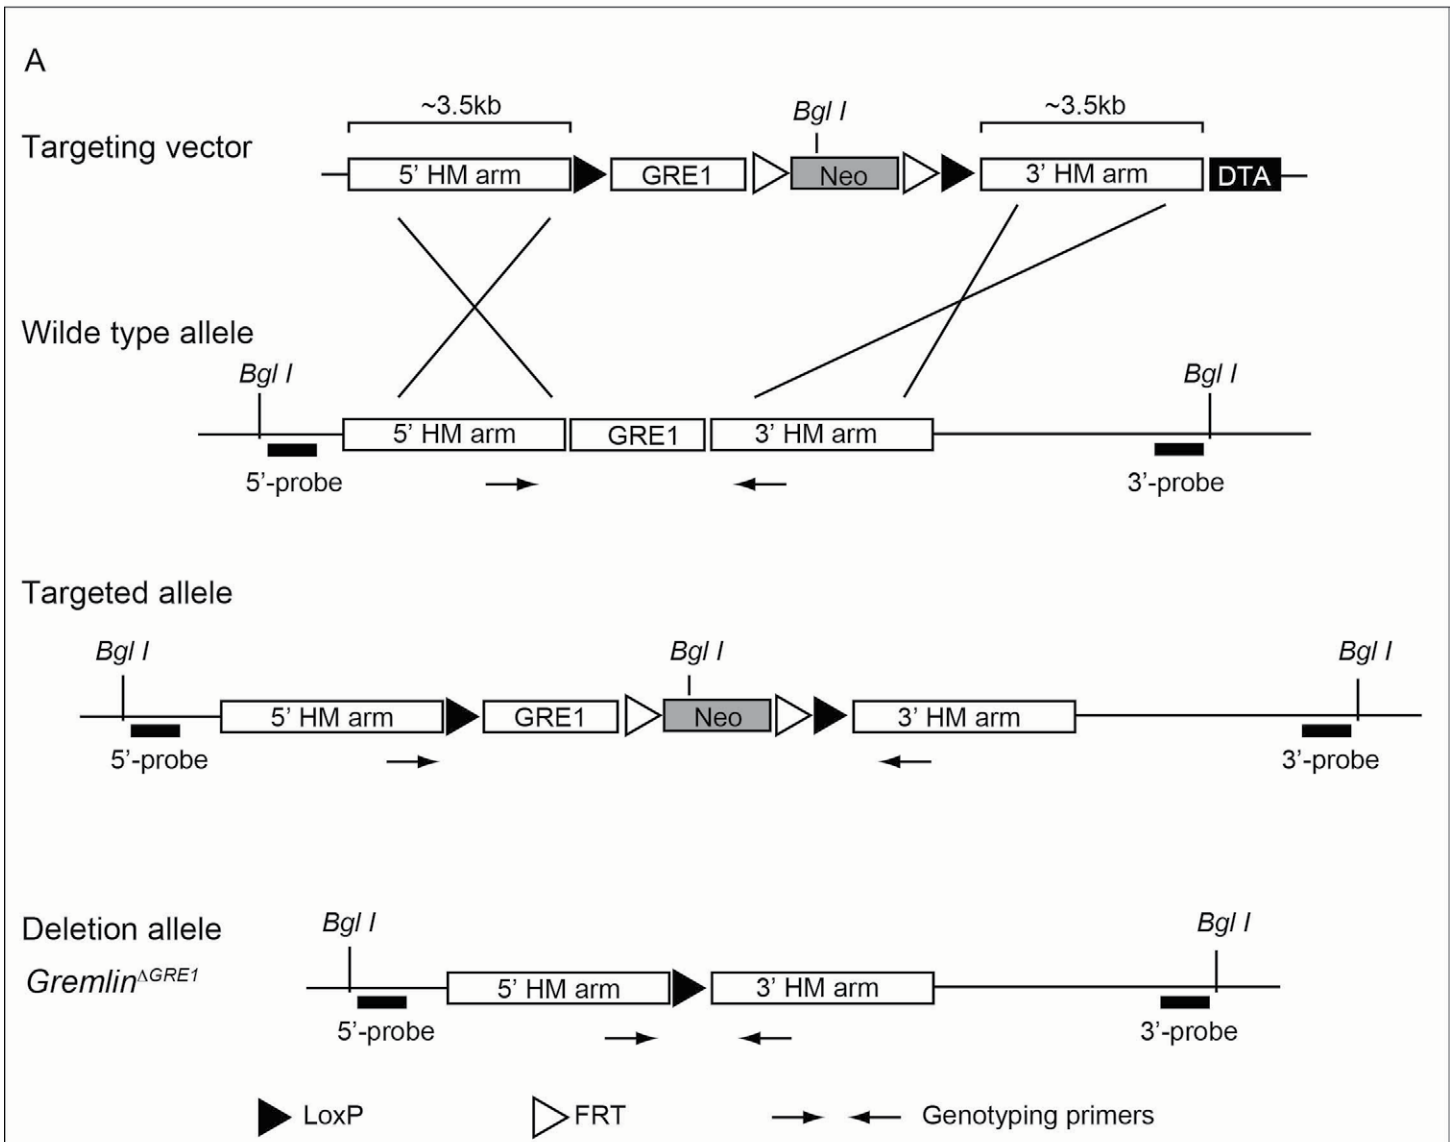 A
~3.5kb
Bgl I
~3.5kb
Targeting vector
5’ HM arm
GRE1
Neo
3’ HM arm
DTA
Wilde type allele
Bgl I
Bgl I
5’ HM arm
GRE1
3’ HM arm
5’-probe
3’-probe
Targeted allele
Bgl I
Bgl I
Bgl I
5’ HM arm
GRE1
Neo
3’ HM arm
5’-probe
3’-probe
Deletion allele
Bgl I
Bgl I
Gremlin^ΔGRE1
5’ HM arm
3’ HM arm
5’-probe
3’-probe
LoxP
FRT
Genotyping primers